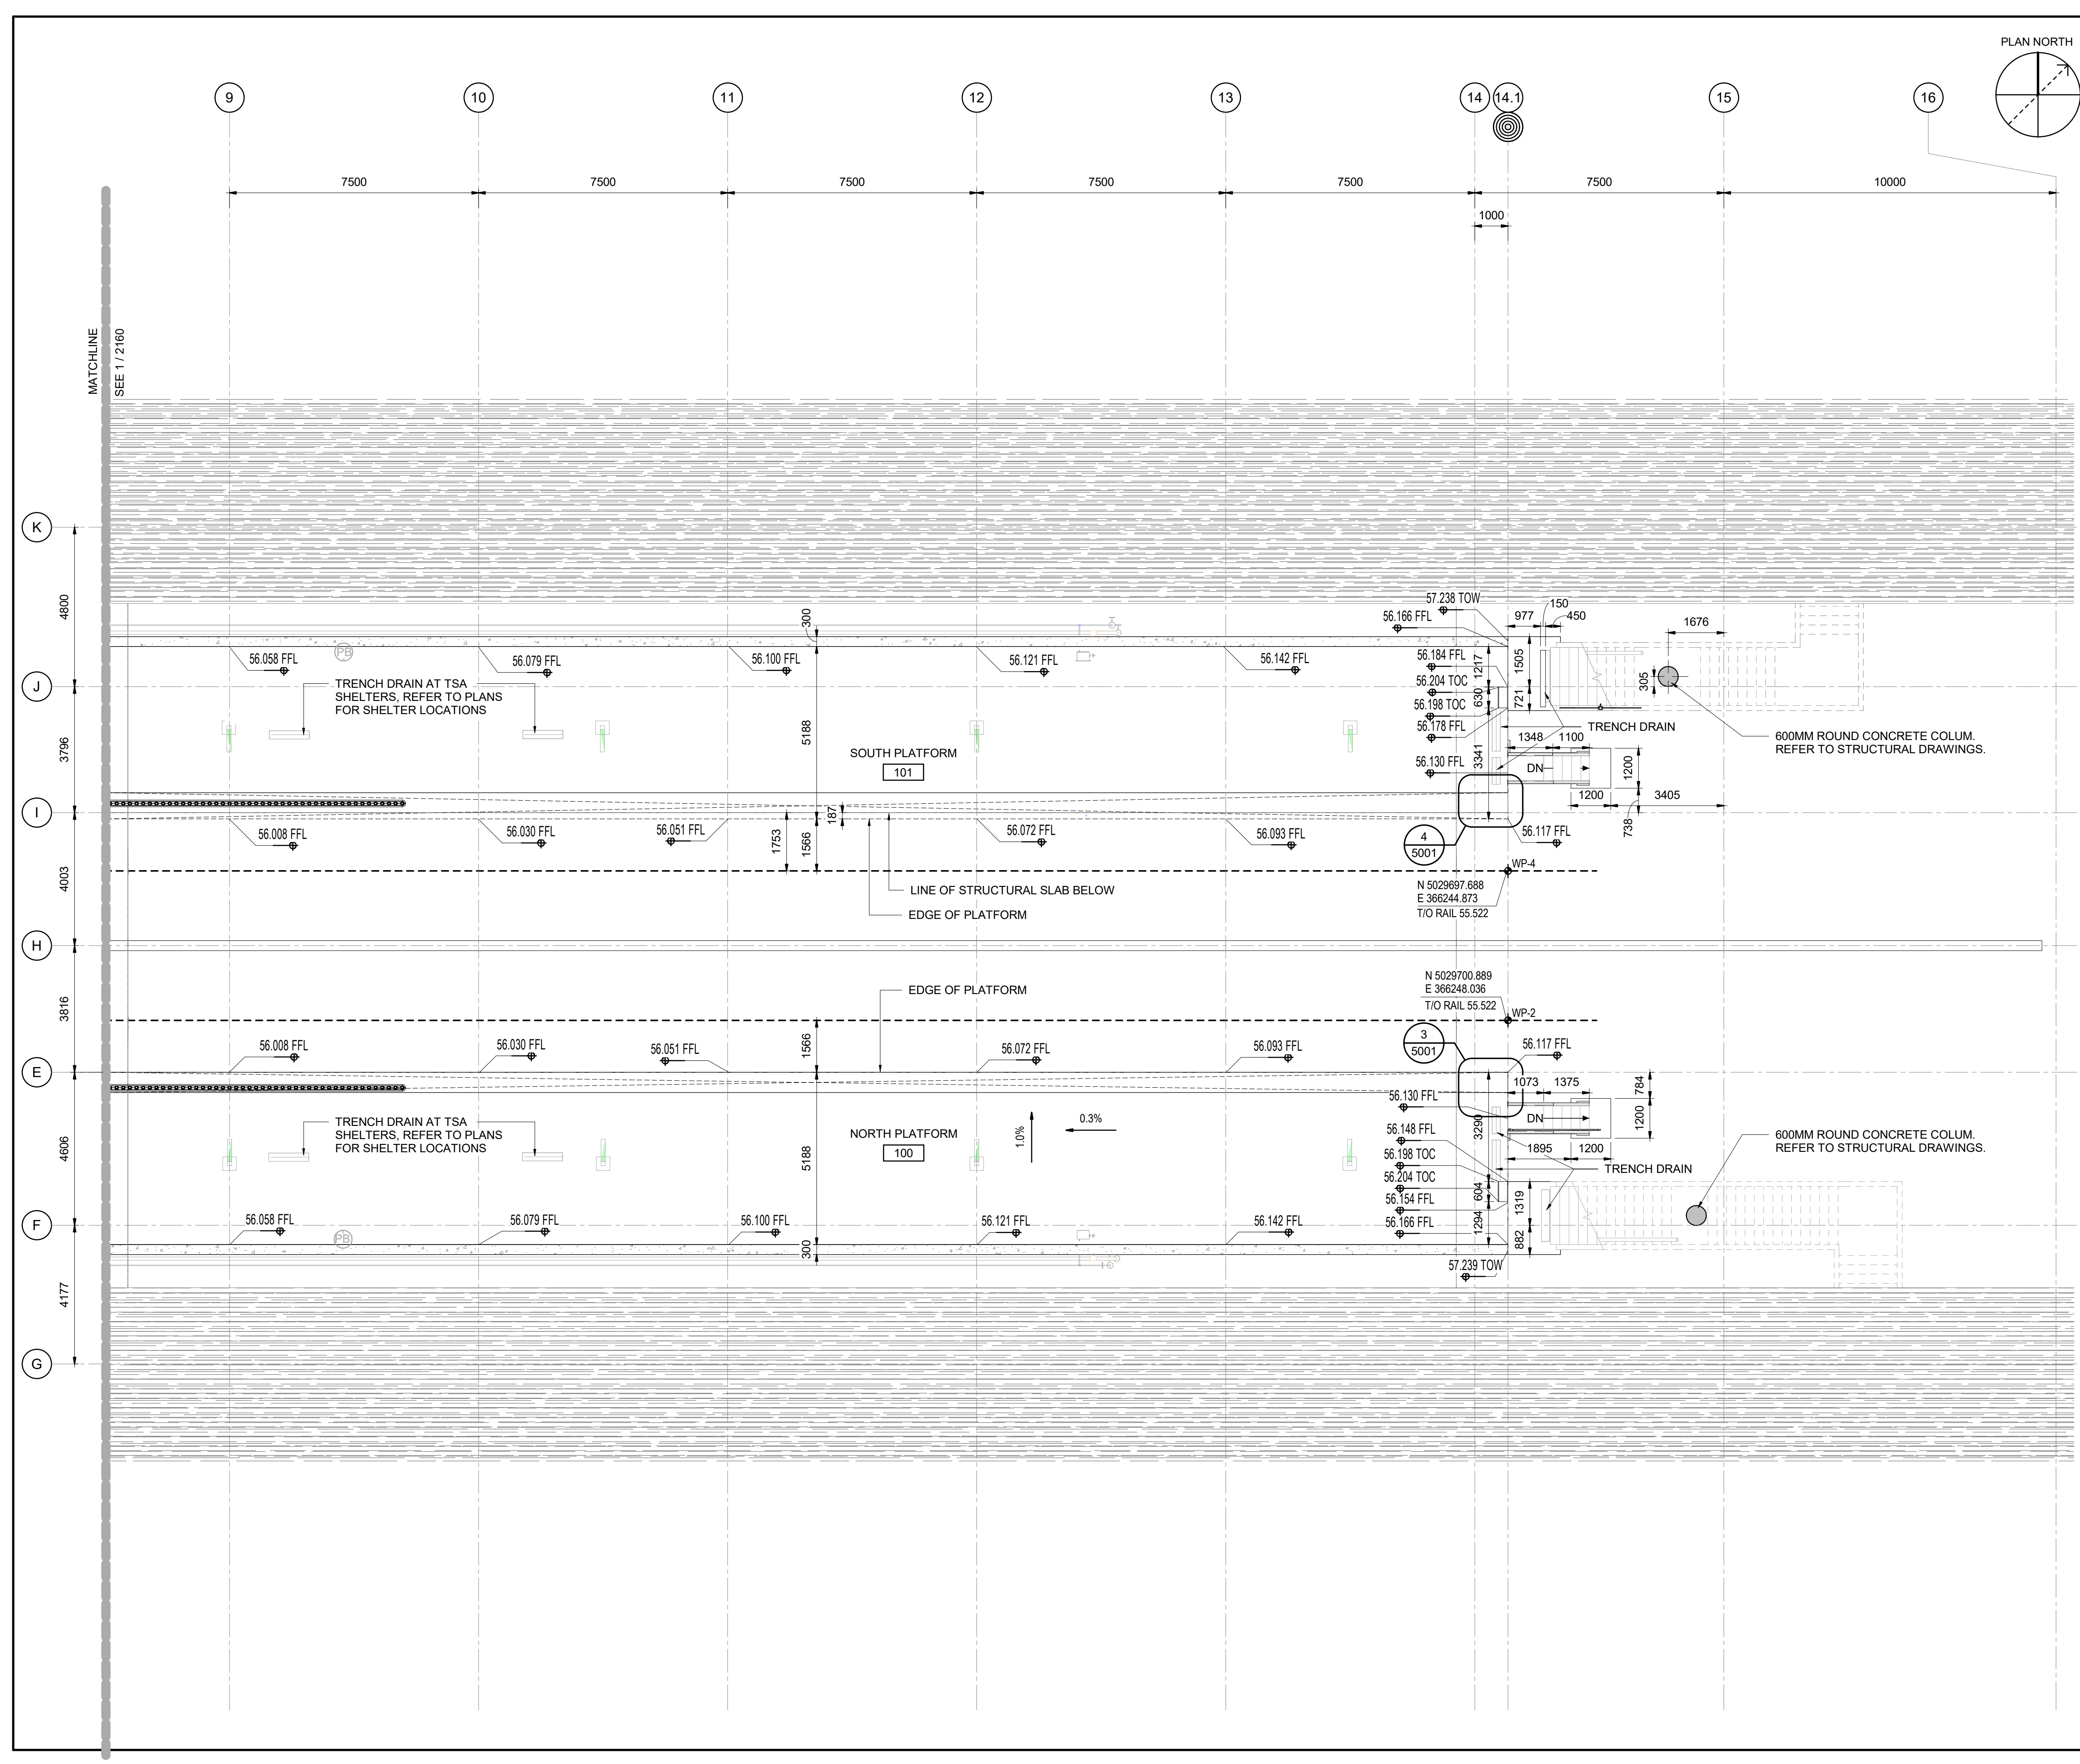 PLAN NORTH
9
10
11
12
13
14
14.1
15
16
7500
7500
7500
7500
7500
7500
10000
1000
MATCHLINE
SEE 1 / 2160
K
J
I
H
E
F
G
4800
3796
4003
3816
4606
4177
57.238 TOW
56.166 FFL
150
977
450
1676
300
PB
56.058 FFL
56.079 FFL
56.100 FFL
56.121 FFL
56.142 FFL
56.184 FFL
56.204 TOC
56.198 TOC
56.178 FFL
56.130 FFL
1217
630
3341
1505
721
305
TRENCH DRAIN AT TSA
SHELTERS, REFER TO PLANS
FOR SHELTER LOCATIONS
5188
SOUTH PLATFORM
101
TRENCH DRAIN
1348
1100
DN
1200
1200
3405
738
600MM ROUND CONCRETE COLUM.
REFER TO STRUCTURAL DRAWINGS.
187
1753
1566
56.008 FFL
56.030 FFL
56.051 FFL
56.072 FFL
56.093 FFL
56.117 FFL
4
5001
WP-4
N 5029697.688
E 366244.873
T/O RAIL 55.522
LINE OF STRUCTURAL SLAB BELOW
EDGE OF PLATFORM
EDGE OF PLATFORM
N 5029700.889
E 366248.036
T/O RAIL 55.522
WP-2
3
5001
1566
56.008 FFL
56.030 FFL
56.051 FFL
56.072 FFL
56.093 FFL
56.117 FFL
1073
1375
784
1200
DN
1895
1200
56.130 FFL
56.148 FFL
56.198 TOC
56.204 TOC
56.154 FFL
56.166 FFL
57.239 TOW
3290
604
1294
1319
882
TRENCH DRAIN
TRENCH DRAIN AT TSA
SHELTERS, REFER TO PLANS
FOR SHELTER LOCATIONS
5188
NORTH PLATFORM
100
1.0%
0.3%
600MM ROUND CONCRETE COLUM.
REFER TO STRUCTURAL DRAWINGS.
56.058 FFL
56.079 FFL
56.100 FFL
56.121 FFL
56.142 FFL
PB
300